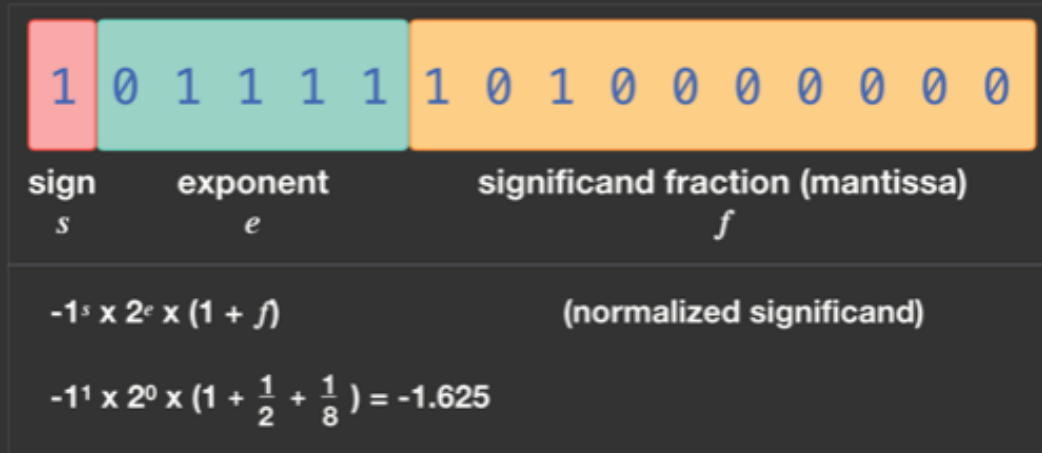 1 0 1 1 1 1 1 0 1 0 0 0 0 0 0 0
sign exponent significand fraction (mantissa)
s e f
-1ˢ x 2ᵉ x (1 + f) (normalized significand)
-1¹ x 2⁰ x (1 + 1/2 + 1/8) = -1.625